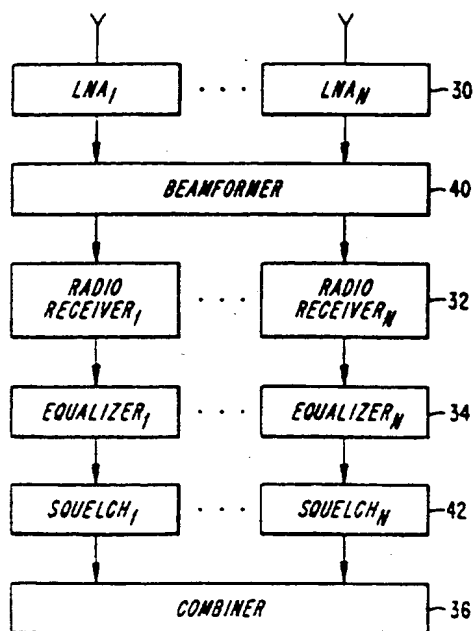 LNA1 . . . LNAN 30
BEAMFORMER 40
RADIO RECEIVER1 . . . RADIO RECEIVERN 32
EQUALIZER1 . . . EQUALIZERN 34
SQUELCH1 . . . SQUELCHN 42
COMBINER 36